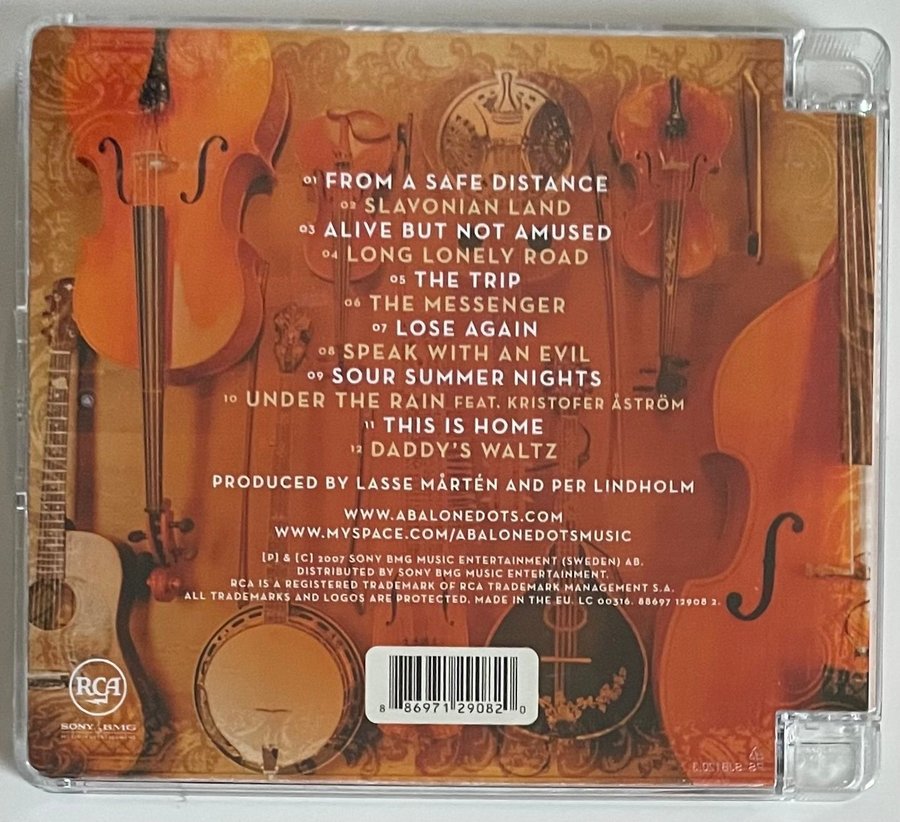 01 FROM A SAFE DISTANCE
02 SLAVONIAN LAND
03 ALIVE BUT NOT AMUSED
04 LONG LONELY ROAD
05 THE TRIP
06 THE MESSENGER
07 LOSE AGAIN
08 SPEAK WITH AN EVIL
09 SOUR SUMMER NIGHTS
10 UNDER THE RAIN FEAT. KRISTOFER ÅSTRÖM
11 THIS IS HOME
12 DADDY'S WALTZ
PRODUCED BY LASSE MÅRTÉN AND PER LINDHOLM
WWW.ABALONEDOTS.COM
WWW.MYSPACE.COM/ABALONEDOTSMUSIC
[P] & [C] 2007 SONY BMG MUSIC ENTERTAINMENT (SWEDEN) AB.
DISTRIBUTED BY SONY BMG MUSIC ENTERTAINMENT.
RCA IS A REGISTERED TRADEMARK OF RCA TRADEMARK MANAGEMENT S.A.
ALL TRADEMARKS AND LOGOS ARE PROTECTED. MADE IN THE EU. LC 00316. 88697 12908 2.
RCA
SONY BMG
8 86971 29082 0